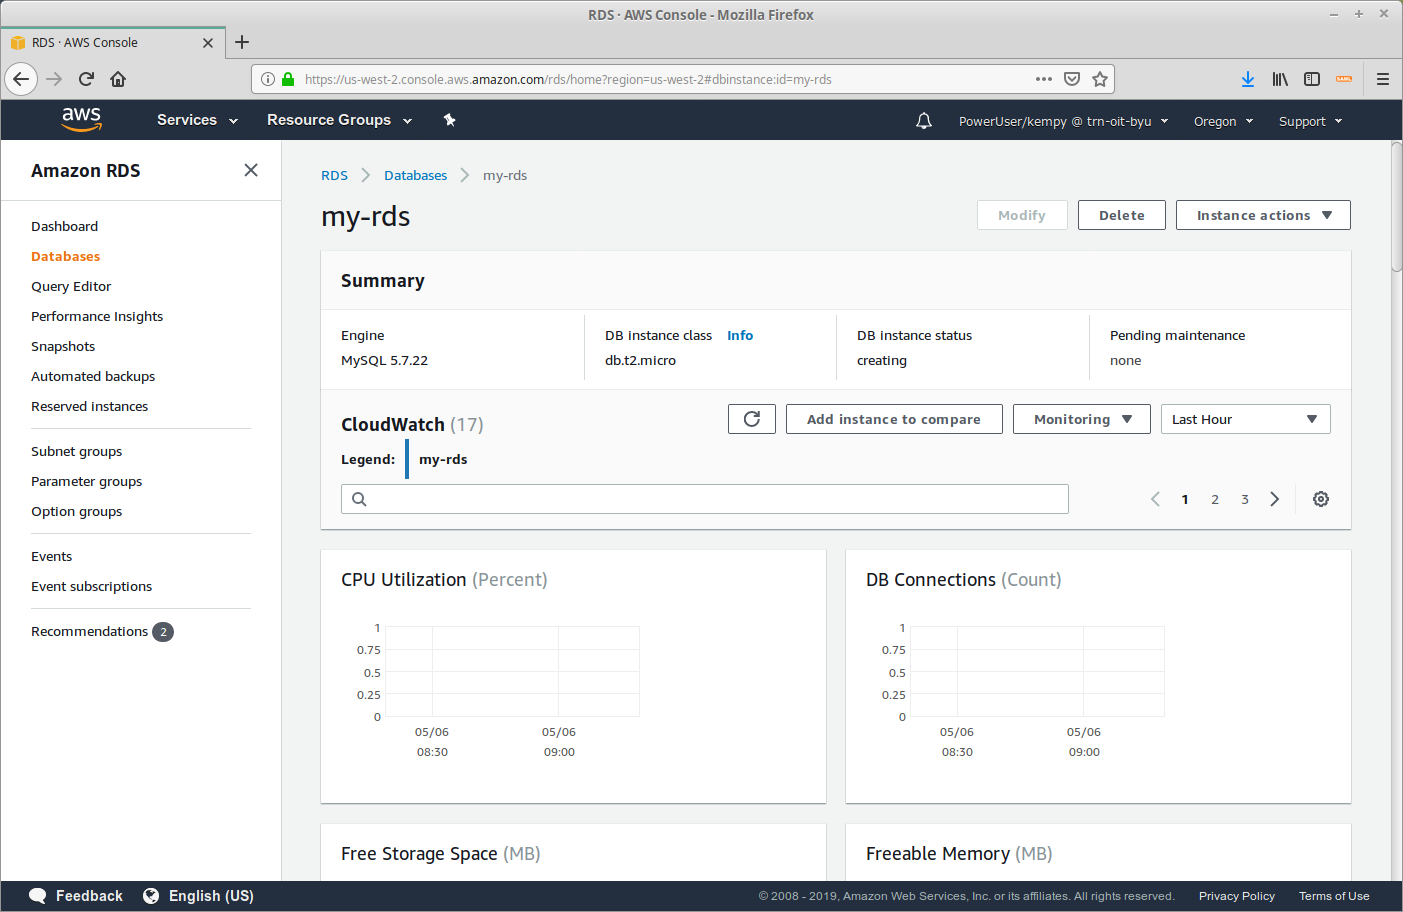 RDS · AWS Console - Mozilla Firefox
RDS · AWS Console
https://us-west-2.console.aws.amazon.com/rds/home?region=us-west-2#dbinstance:id=my-rds
SAML
aws
Services
Resource Groups
PowerUser/kempy @ trn-oit-byu
Oregon
Support
Amazon RDS
Dashboard
Databases
Query Editor
Performance Insights
Snapshots
Automated backups
Reserved instances
Subnet groups
Parameter groups
Option groups
Events
Event subscriptions
Recommendations 2
RDS > Databases > my-rds
my-rds
Modify
Delete
Instance actions
Summary
Engine
MySQL 5.7.22
DB instance class Info
db.t2.micro
DB instance status
creating
Pending maintenance
none
CloudWatch (17)
Add instance to compare
Monitoring
Last Hour
Legend: my-rds
1 2 3
CPU Utilization (Percent)
1
0.75
0.5
0.25
0
05/06 08:30
05/06 09:00
DB Connections (Count)
1
0.75
0.5
0.25
0
05/06 08:30
05/06 09:00
Free Storage Space (MB)
Freeable Memory (MB)
Feedback
English (US)
© 2008 - 2019, Amazon Web Services, Inc. or its affiliates. All rights reserved.
Privacy Policy
Terms of Use